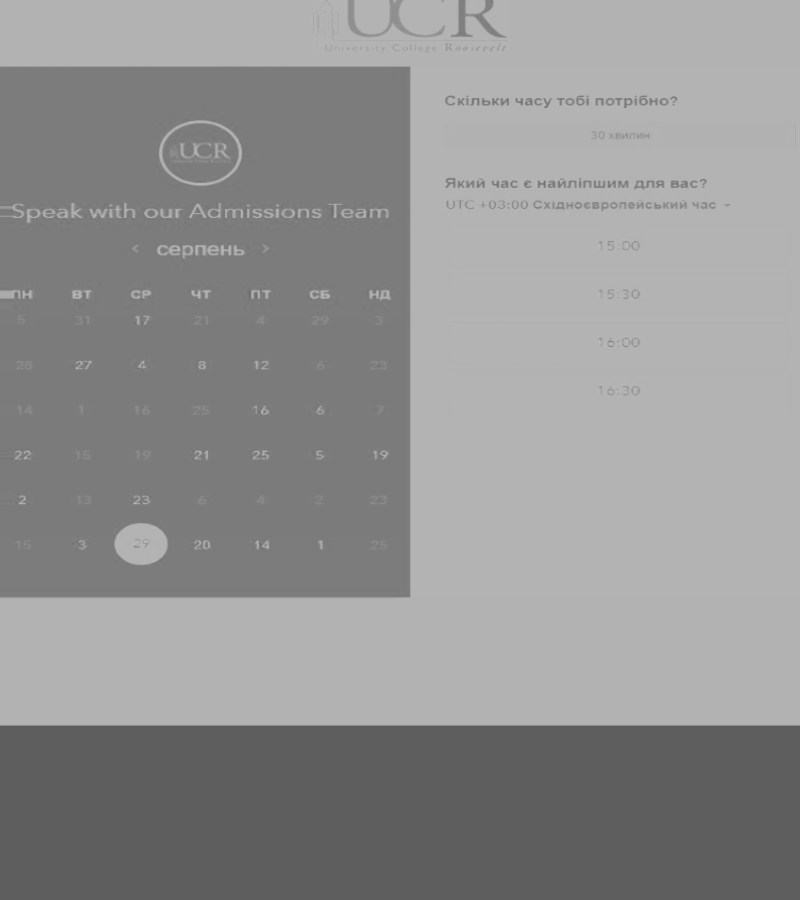 UCR
University College Roosevelt
UCR
Speak with our Admissions Team
< серпень >
ПН ВТ СР ЧТ ПТ СБ НД
5 31 17 21 4 29 3
28 27 4 8 12 6 23
14 1 16 25 16 6 7
22 15 19 21 25 5 19
2 13 23 6 4 2 23
15 3 29 20 14 1 25
Скільки часу тобі потрібно?
30 хвилин
Який час є найліпшим для вас?
UTC +03:00 Східноєвропейський час
15:00
15:30
16:00
16:30